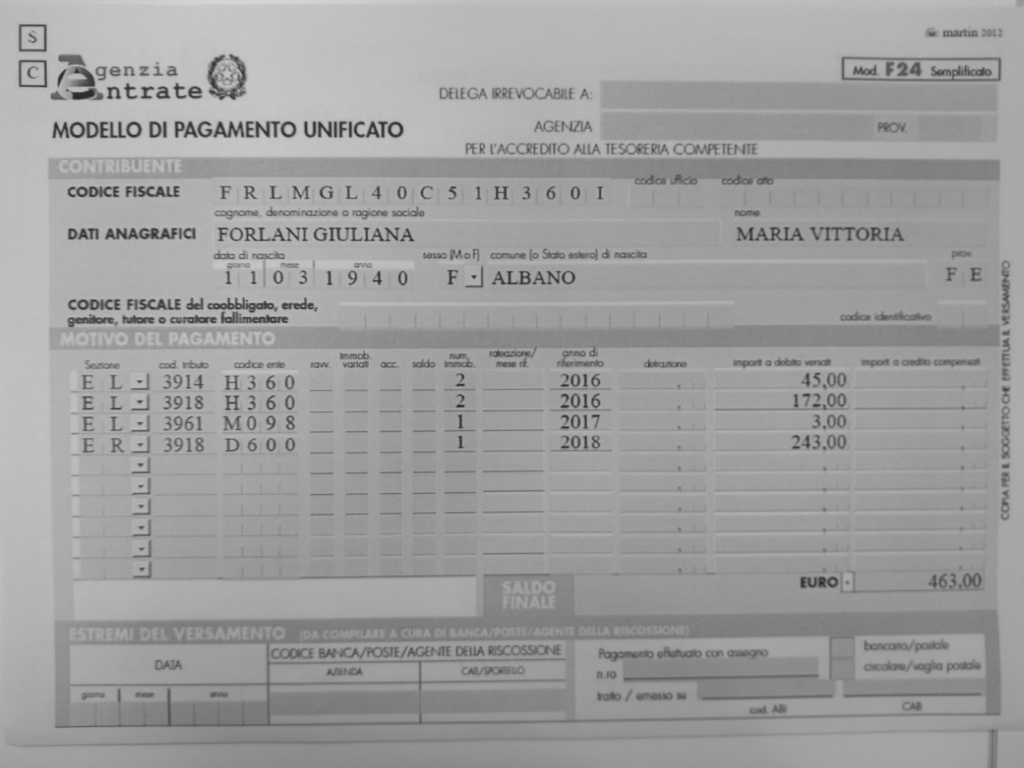 S
martin 2012
C
Agenzia
Entrate
Mod. F24 Semplificato
DELEGA IRREVOCABILE A:
MODELLO DI PAGAMENTO UNIFICATO
AGENZIA PROV.
PER L'ACCREDITO ALLA TESORERIA COMPETENTE
CONTRIBUENTE
codice ufficio codice atto
CODICE FISCALE F R L M G L 4 0 C 5 1 H 3 6 0 I
cognome, denominazione o ragione sociale nome
DATI ANAGRAFICI FORLANI GIULIANA MARIA VITTORIA
data di nascita sesso (M o F) comune (o Stato estero) di nascita prov.
giorno mese anno
1 1 0 3 1 9 4 0 F ALBANO F E
CODICE FISCALE del coobbligato, erede,
genitore, tutore o curatore fallimentare codice identificativo
MOTIVO DEL PAGAMENTO
Sezione cod. tributo codice ente ravv. Immob. variati acc. saldo num. immob. rateazione/ mese rif. anno di riferimento detrazione importi a debito versati importi a credito compensati
E L 3914 H 3 6 0 2 2016 , 45,00 ,
E L 3918 H 3 6 0 2 2016 , 172,00 ,
E L 3961 M 0 9 8 1 2017 , 3,00 ,
E R 3918 D 6 0 0 1 2018 , 243,00 ,
SALDO
FINALE
EURO 463,00
ESTREMI DEL VERSAMENTO (DA COMPILARE A CURA DI BANCA/POSTE/AGENTE DELLA RISCOSSIONE)
DATA CODICE BANCA/POSTE/AGENTE DELLA RISCOSSIONE
AZIENDA CAB/SPORTELLO
giorno mese anno
Pagamento effettuato con assegno bancario/postale
n.ro circolare/vaglia postale
tratto / emesso su
cod. ABI CAB
COPIA PER IL SOGGETTO CHE EFFETTUA IL VERSAMENTO